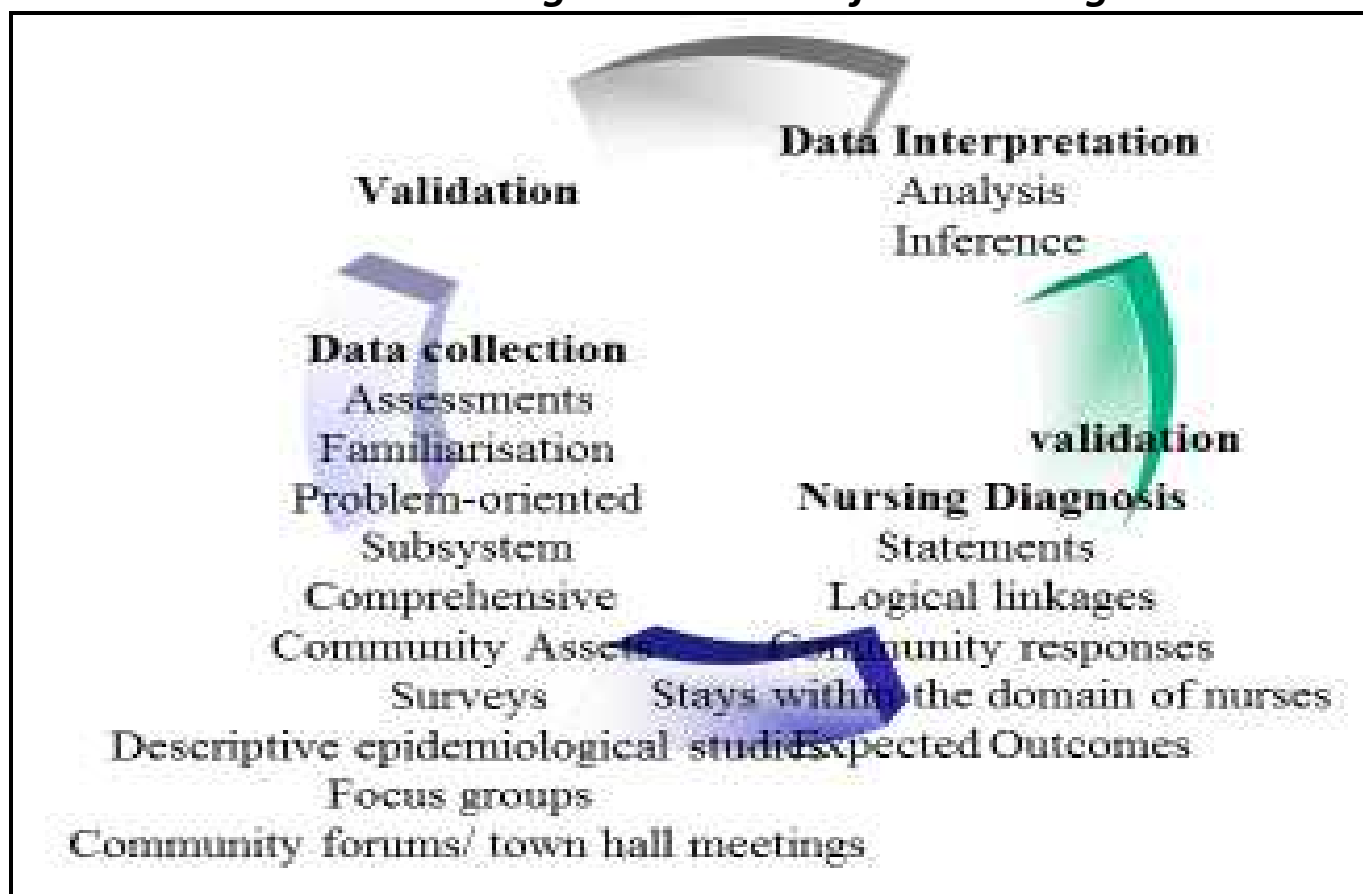 Validation
Data collection
Assessments
Familiarisation
Problem-oriented
Subsystem
Comprehensive
Community Assets
Surveys
Descriptive epidemiological studies
Focus groups
Community forums/ town hall meetings
Data Interpretation
Analysis
Inference
validation
Nursing Diagnosis
Statements
Logical linkages
Community responses
Stays within the domain of nurses
Expected Outcomes